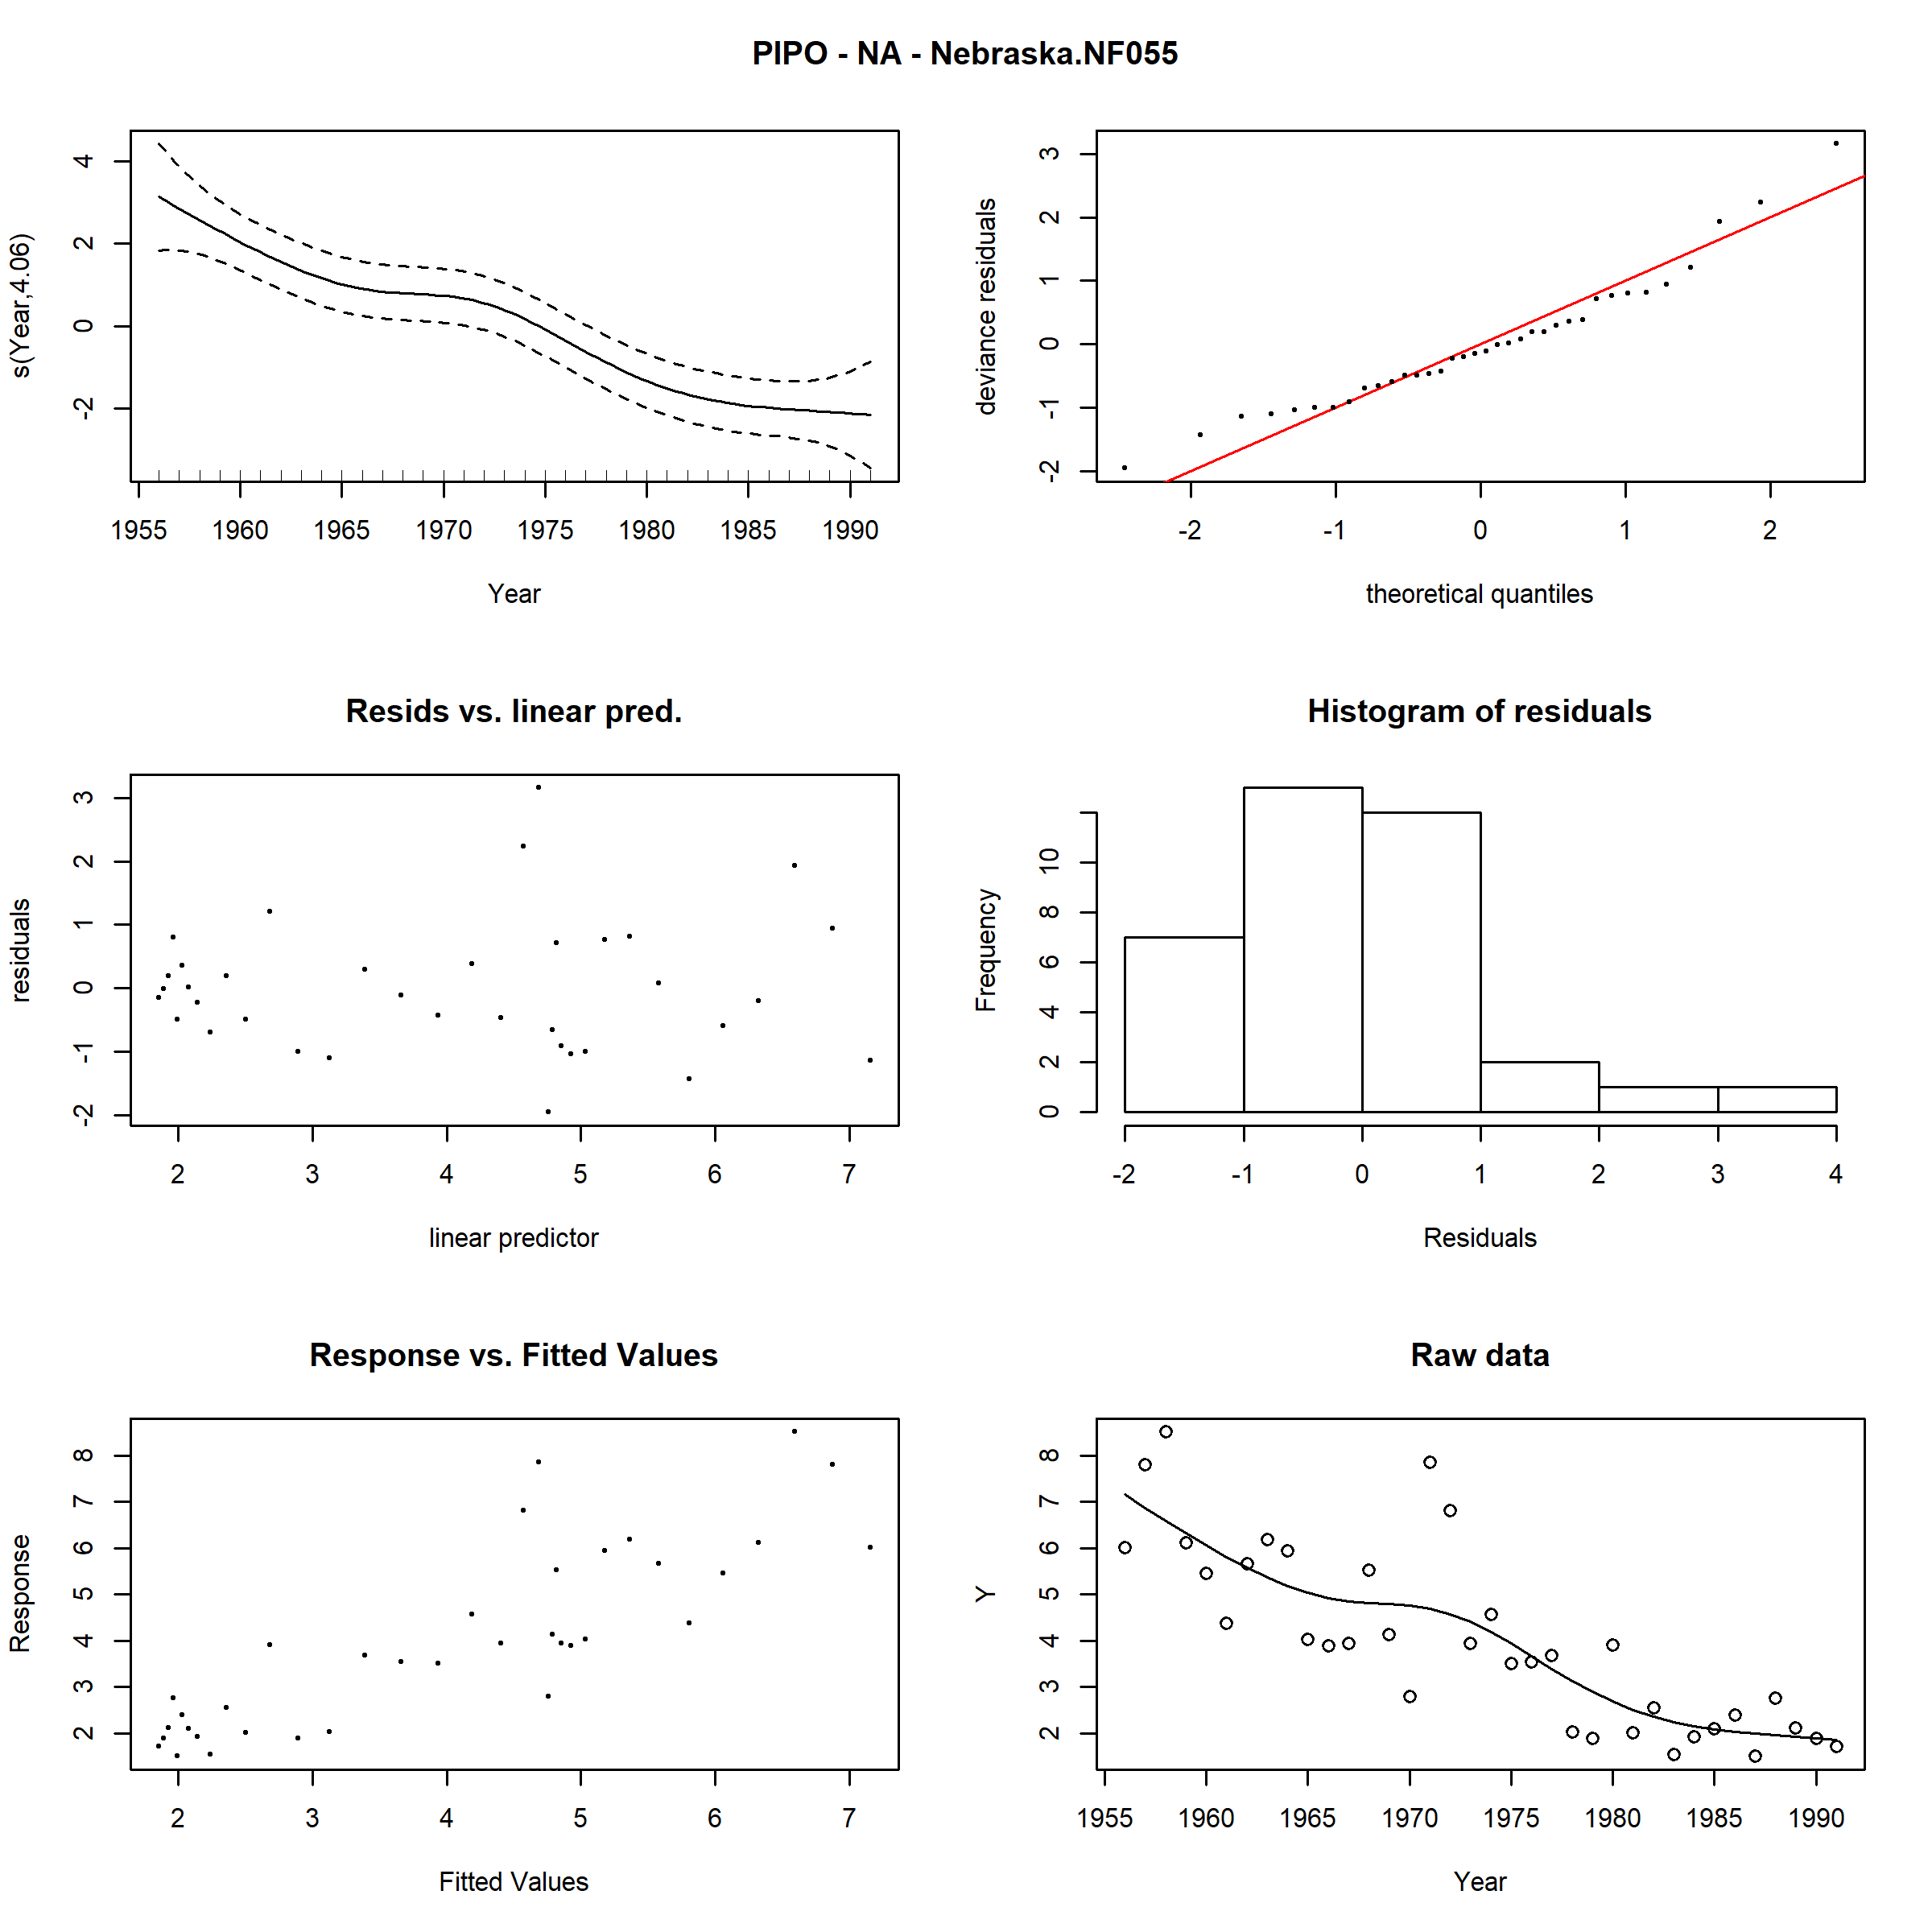 PIPO - NA - Nebraska.NF055
s(Year,4.06)
4
2
0
-2
1955 1960 1965 1970 1975 1980 1985 1990
Year
deviance residuals
3
2
1
0
-1
-2
-2 -1 0 1 2
theoretical quantiles
Resids vs. linear pred.
residuals
3
2
1
0
-1
-2
2 3 4 5 6 7
linear predictor
Histogram of residuals
Frequency
10
8
6
4
2
0
-2 -1 0 1 2 3 4
Residuals
Response vs. Fitted Values
Response
8
7
6
5
4
3
2
2 3 4 5 6 7
Fitted Values
Raw data
Y
8
7
6
5
4
3
2
1955 1960 1965 1970 1975 1980 1985 1990
Year